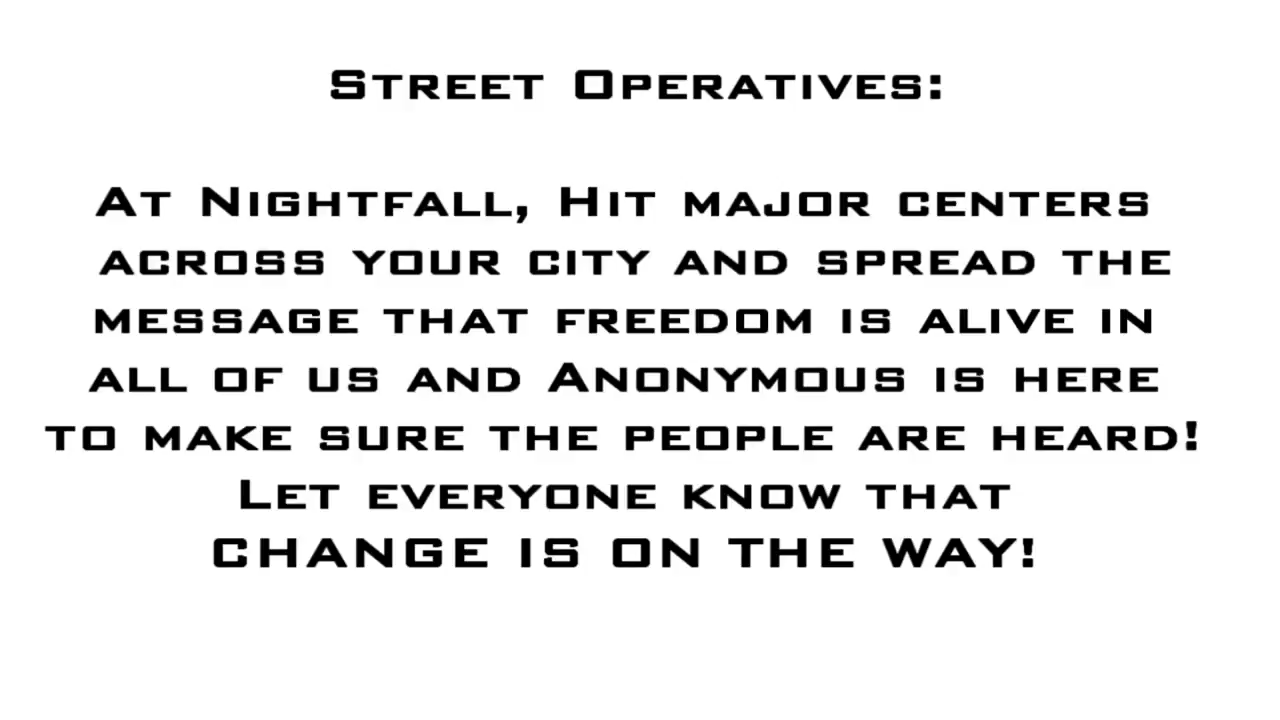 Street Operatives:
At Nightfall, Hit major centers
across your city and spread the
message that freedom is alive in
all of us and Anonymous is here
to make sure the people are heard!
Let everyone know that
CHANGE IS ON THE WAY!